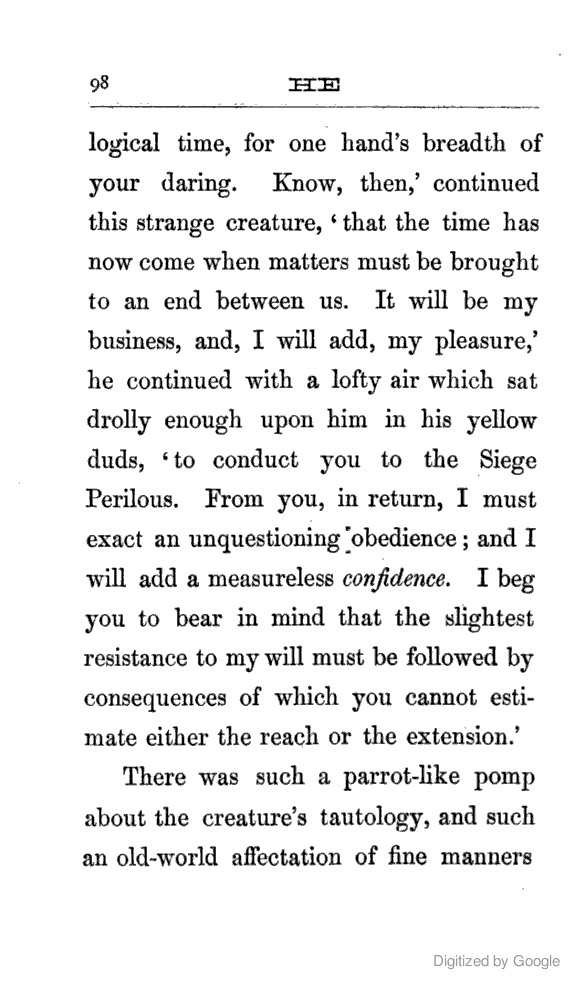 98 HE
logical time, for one hand's breadth of
your daring. Know, then,' continued
this strange creature, 'that the time has
now come when matters must be brought
to an end between us. It will be my
business, and, I will add, my pleasure,'
he continued with a lofty air which sat
drolly enough upon him in his yellow
duds, 'to conduct you to the Siege
Perilous. From you, in return, I must
exact an unquestioning obedience; and I
will add a measureless confidence. I beg
you to bear in mind that the slightest
resistance to my will must be followed by
consequences of which you cannot esti-
mate either the reach or the extension.'
There was such a parrot-like pomp
about the creature's tautology, and such
an old-world affectation of fine manners
Digitized by Google